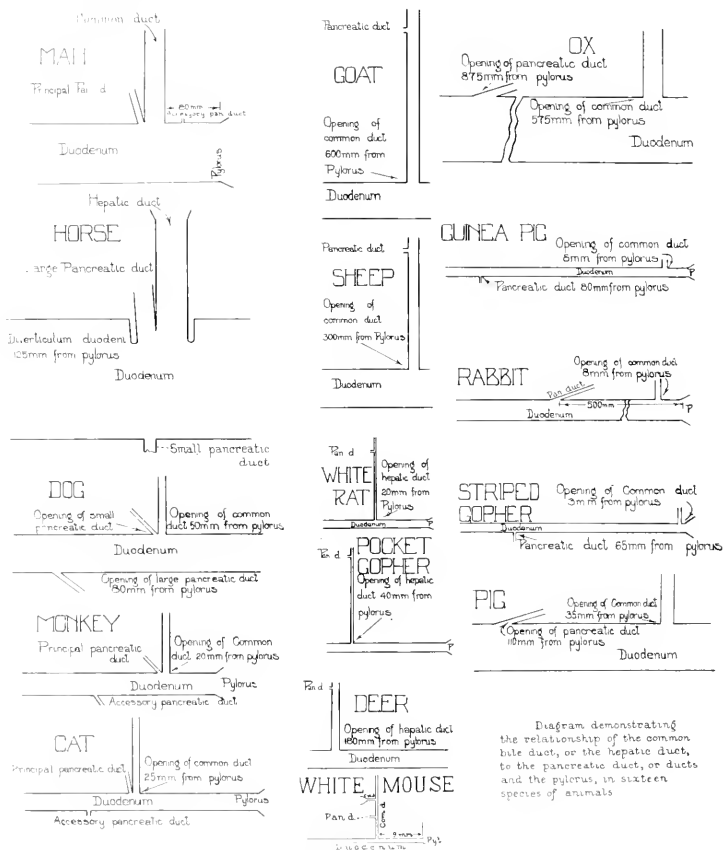 Common duct
MAN
Principal Pan d
80mm
Accessory pan duct
Duodenum
Pylorus
Hepatic duct
HORSE
Large Pancreatic duct
Diverticulum duodeni
125mm from pylorus
Duodenum
Small pancreatic
duct
DOG
Opening of small
pancreatic duct
Opening of common
duct 50mm from pylorus
Duodenum
Opening of large pancreatic duct
80mm from pylorus
MONKEY
Principal pancreatic
duct
Opening of Common
duct 20mm from pylorus
Duodenum
Pylorus
Accessory pancreatic duct
CAT
Principal pancreatic
duct
Opening of common duct
25mm from pylorus
Duodenum
Pylorus
Accessory pancreatic duct
Pancreatic duct
GOAT
Opening of
common duct
600mm from
Pylorus
Duodenum
Pancreatic duct
SHEEP
Opening of
common duct
300mm from Pylorus
Duodenum
Pan d
WHITE
RAT
Opening of
hepatic duct
20mm from
Pylorus
Duodenum
P
Pan d
POCKET
GOPHER
Opening of hepatic
duct 40mm from
pylorus
P
Pan d
DEER
Opening of hapatic duct
180mm from pylorus
Duodenum
WHITE MOUSE
Pan d
Com d
9mm
Pyl
Duodenum
OX
Opening of pancreatic duct
875mm from pylorus
Opening of common duct
575mm from pylorus
Duodenum
GUINEA PIG
Opening of common duct
8mm from pylorus
Duodenum
P
Pancreatic duct 80mm from pylorus
RABBIT
Opening of common duct
8mm from pylorus
Pan duct
500mm
P
Duodenum
STRIPED
GOPHER
Opening of Common duct
3mm from pylorus
Duodenum
Pancreatic duct 65mm from pylorus
PIG
Opening of Common duct
35mm from pylorus
Opening of pancreatic duct
110mm from pylorus
Duodenum
Diagram demonstrating
the relationship of the common
bile duct, or the hepatic duct,
to the pancreatic duct, or ducts
and the pylorus, in sixteen
species of animals